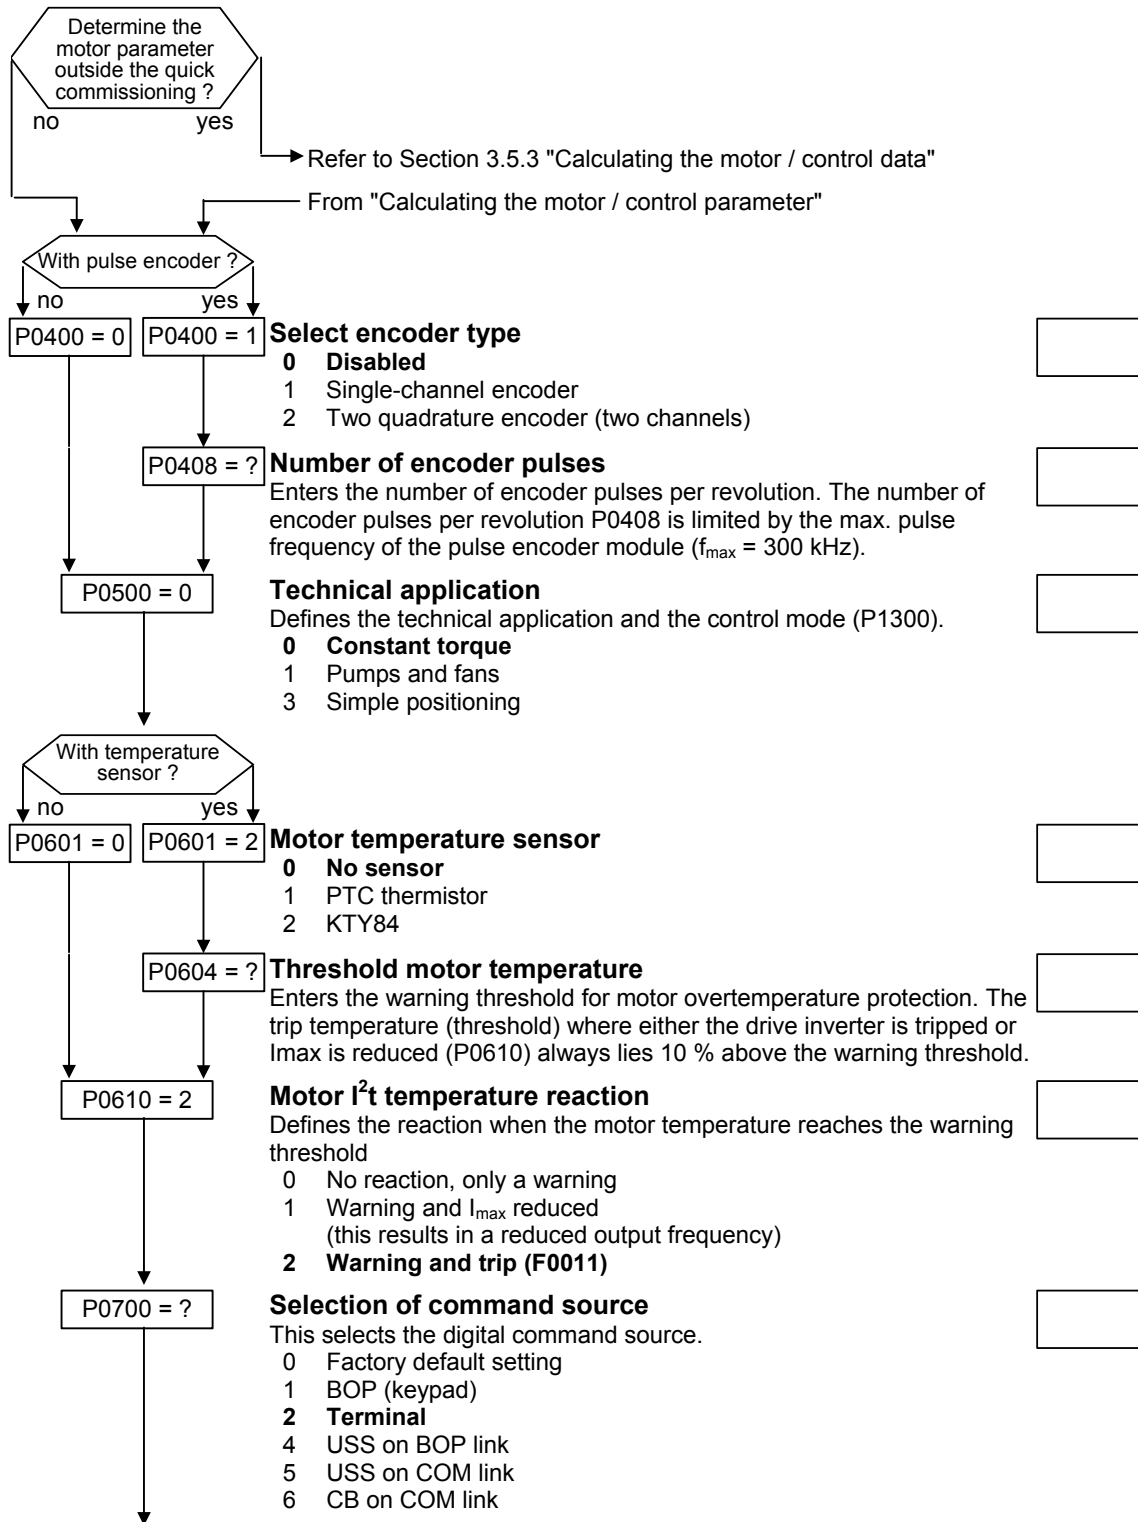 Determine the
motor parameter
outside the quick
commissioning ?
no yes
Refer to Section 3.5.3 "Calculating the motor / control data"
From "Calculating the motor / control parameter"
With pulse encoder ?
no yes
P0400 = 0 P0400 = 1 Select encoder type
0 Disabled
1 Single-channel encoder
2 Two quadrature encoder (two channels)
P0408 = ? Number of encoder pulses
Enters the number of encoder pulses per revolution. The number of
encoder pulses per revolution P0408 is limited by the max. pulse
frequency of the pulse encoder module (fmax = 300 kHz).
P0500 = 0 Technical application
Defines the technical application and the control mode (P1300).
0 Constant torque
1 Pumps and fans
3 Simple positioning
With temperature
sensor ?
no yes
P0601 = 0 P0601 = 2 Motor temperature sensor
0 No sensor
1 PTC thermistor
2 KTY84
P0604 = ? Threshold motor temperature
Enters the warning threshold for motor overtemperature protection. The
trip temperature (threshold) where either the drive inverter is tripped or
Imax is reduced (P0610) always lies 10 % above the warning threshold.
P0610 = 2 Motor I²t temperature reaction
Defines the reaction when the motor temperature reaches the warning
threshold
0 No reaction, only a warning
1 Warning and Imax reduced
(this results in a reduced output frequency)
2 Warning and trip (F0011)
P0700 = ? Selection of command source
This selects the digital command source.
0 Factory default setting
1 BOP (keypad)
2 Terminal
4 USS on BOP link
5 USS on COM link
6 CB on COM link